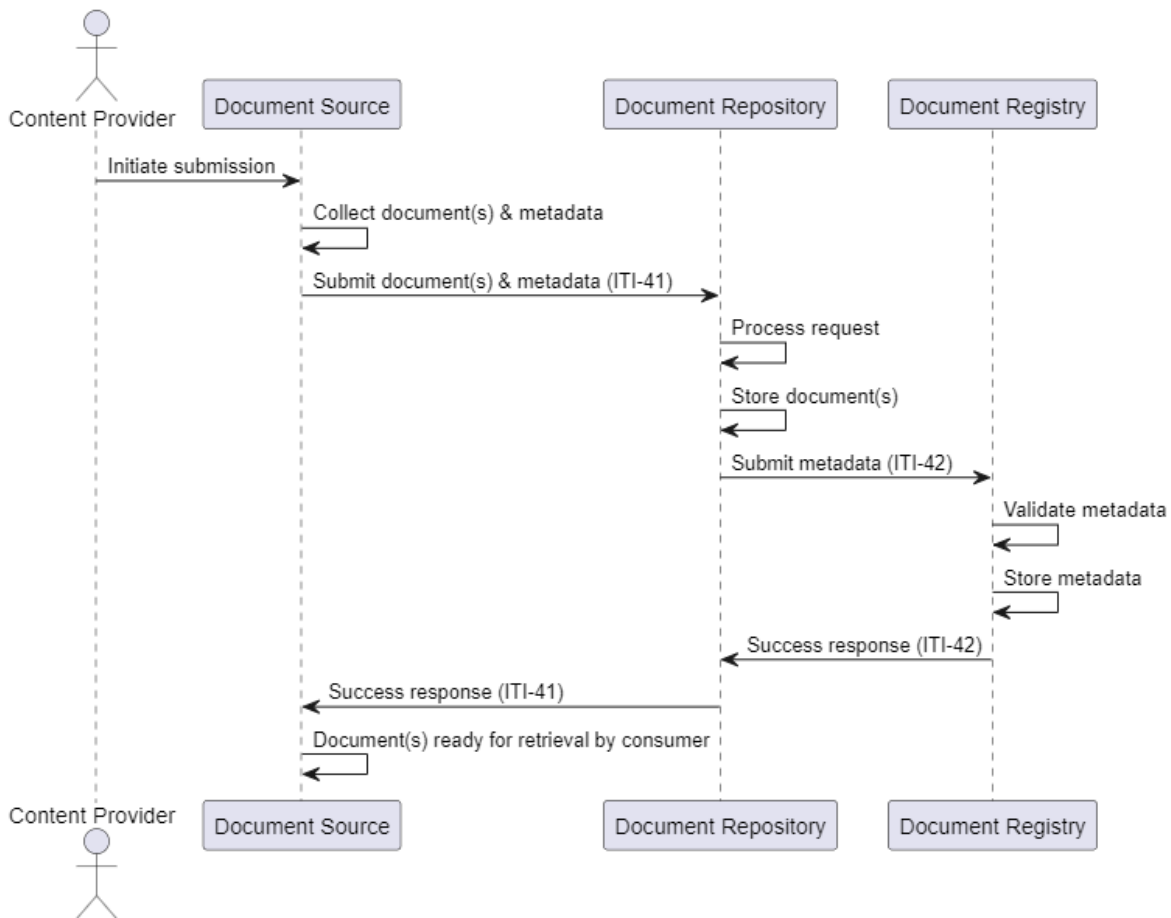 Content Provider
Document Source
Document Repository
Document Registry
Initiate submission
Collect document(s) & metadata
Submit document(s) & metadata (ITI-41)
Process request
Store document(s)
Submit metadata (ITI-42)
Validate metadata
Store metadata
Success response (ITI-42)
Success response (ITI-41)
Document(s) ready for retrieval by consumer
Content Provider
Document Source
Document Repository
Document Registry